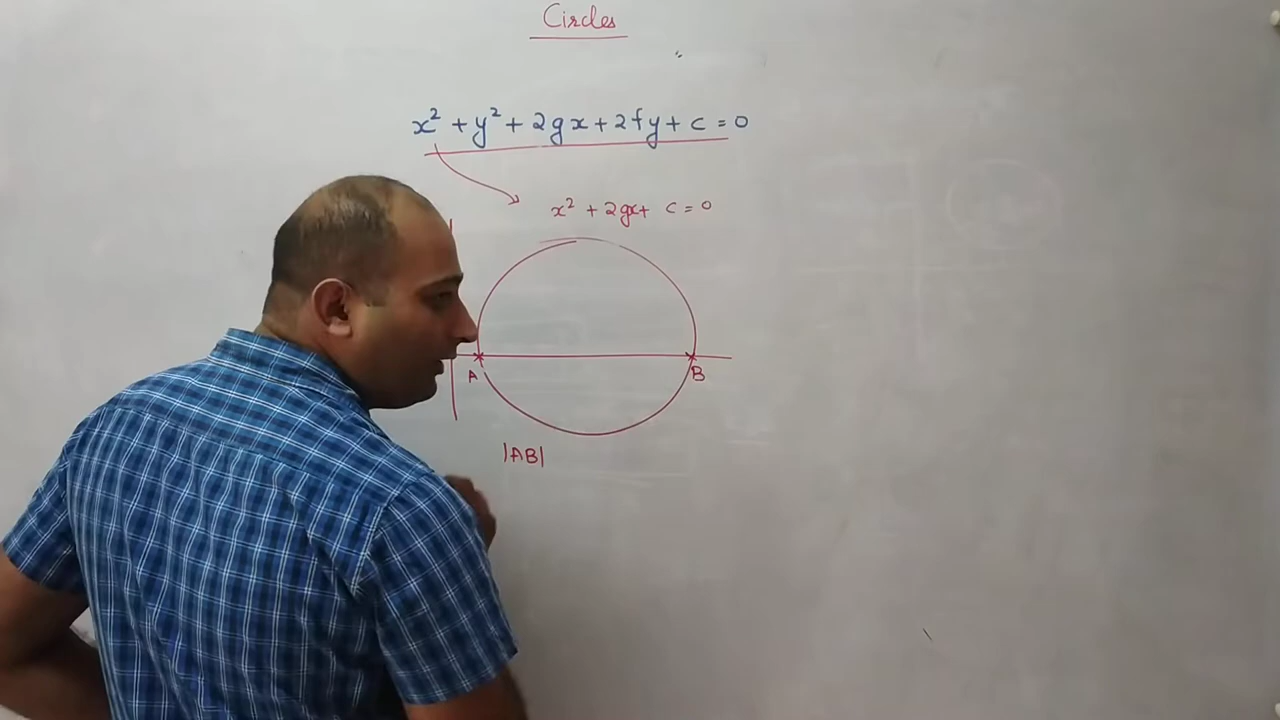 Circles
x² + y² + 2gx + 2fy + c = 0
x² + 2gx + c = 0
A
B
|AB|